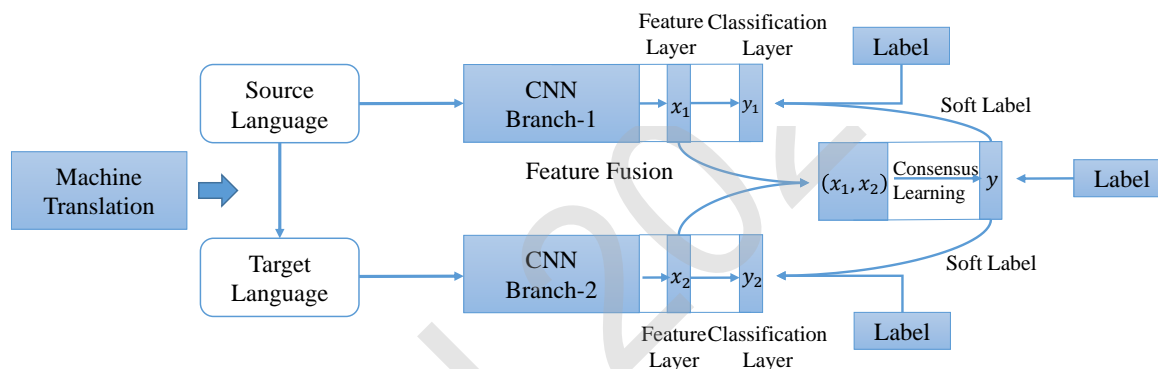 Feature Classification
Layer Layer
Label
Source
Language
CNN
Branch-1
x₁
y₁
Soft Label
Machine
Translation
Feature Fusion
(x₁, x₂)
Consensus
Learning
y
Label
Target
Language
CNN
Branch-2
x₂
y₂
Soft Label
Label
Feature Classification
Layer Layer